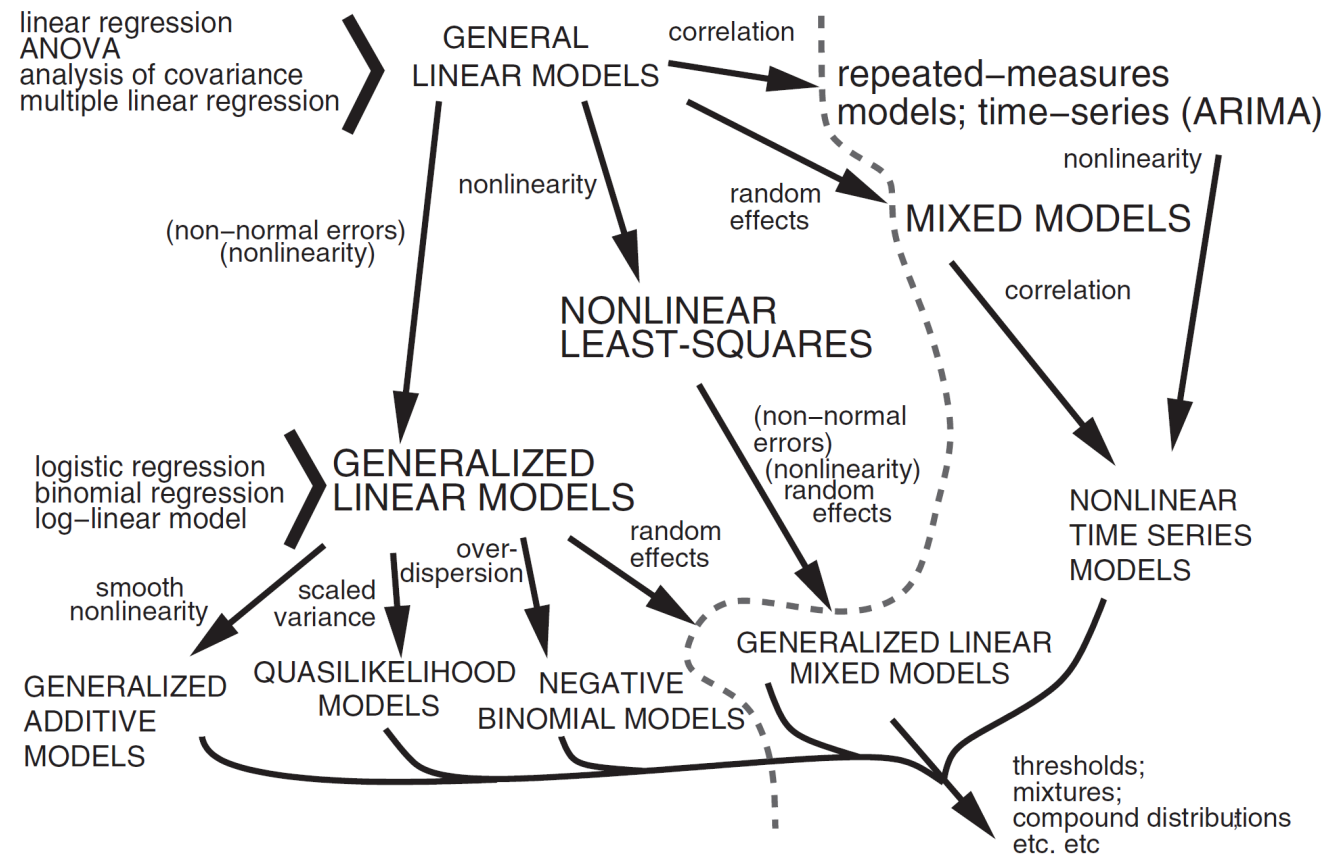 linear regression
ANOVA
analysis of covariance
multiple linear regression
GENERAL
LINEAR MODELS
correlation
repeated−measures
models; time−series (ARIMA)
nonlinearity
nonlinearity
random
effects
MIXED MODELS
(non−normal errors)
(nonlinearity)
correlation
NONLINEAR
LEAST-SQUARES
(non−normal
errors)
(nonlinearity)
random
effects
logistic regression
binomial regression
log−linear model
GENERALIZED
LINEAR MODELS
NONLINEAR
TIME SERIES
MODELS
smooth
nonlinearity
scaled
variance
over-
dispersion
random
effects
GENERALIZED
ADDITIVE
MODELS
QUASILIKELIHOOD
MODELS
NEGATIVE
BINOMIAL MODELS
GENERALIZED LINEAR
MIXED MODELS
thresholds;
mixtures;
compound distributions;
etc. etc